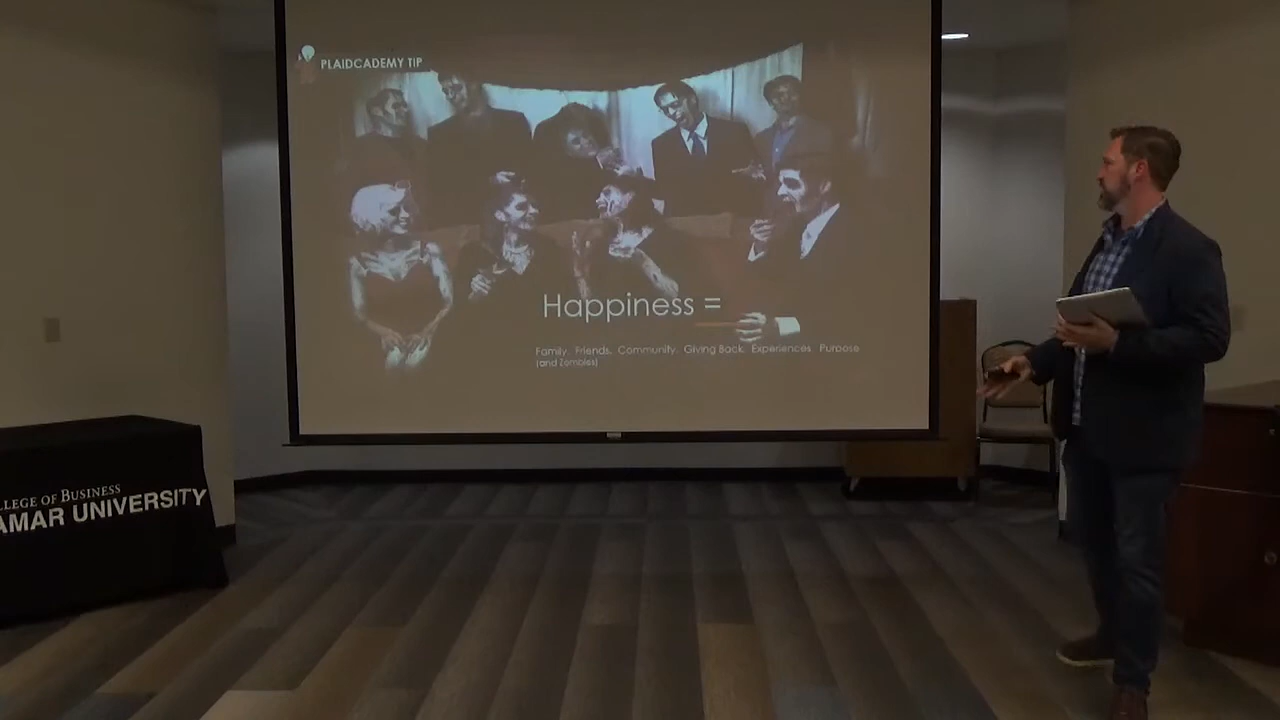 PLAIDCADEMY TIP
Happiness =
Family. Friends. Community. Giving Back. Experiences. Purpose
(and Zombies)
LLEGE OF BUSINESS
AMAR UNIVERSITY